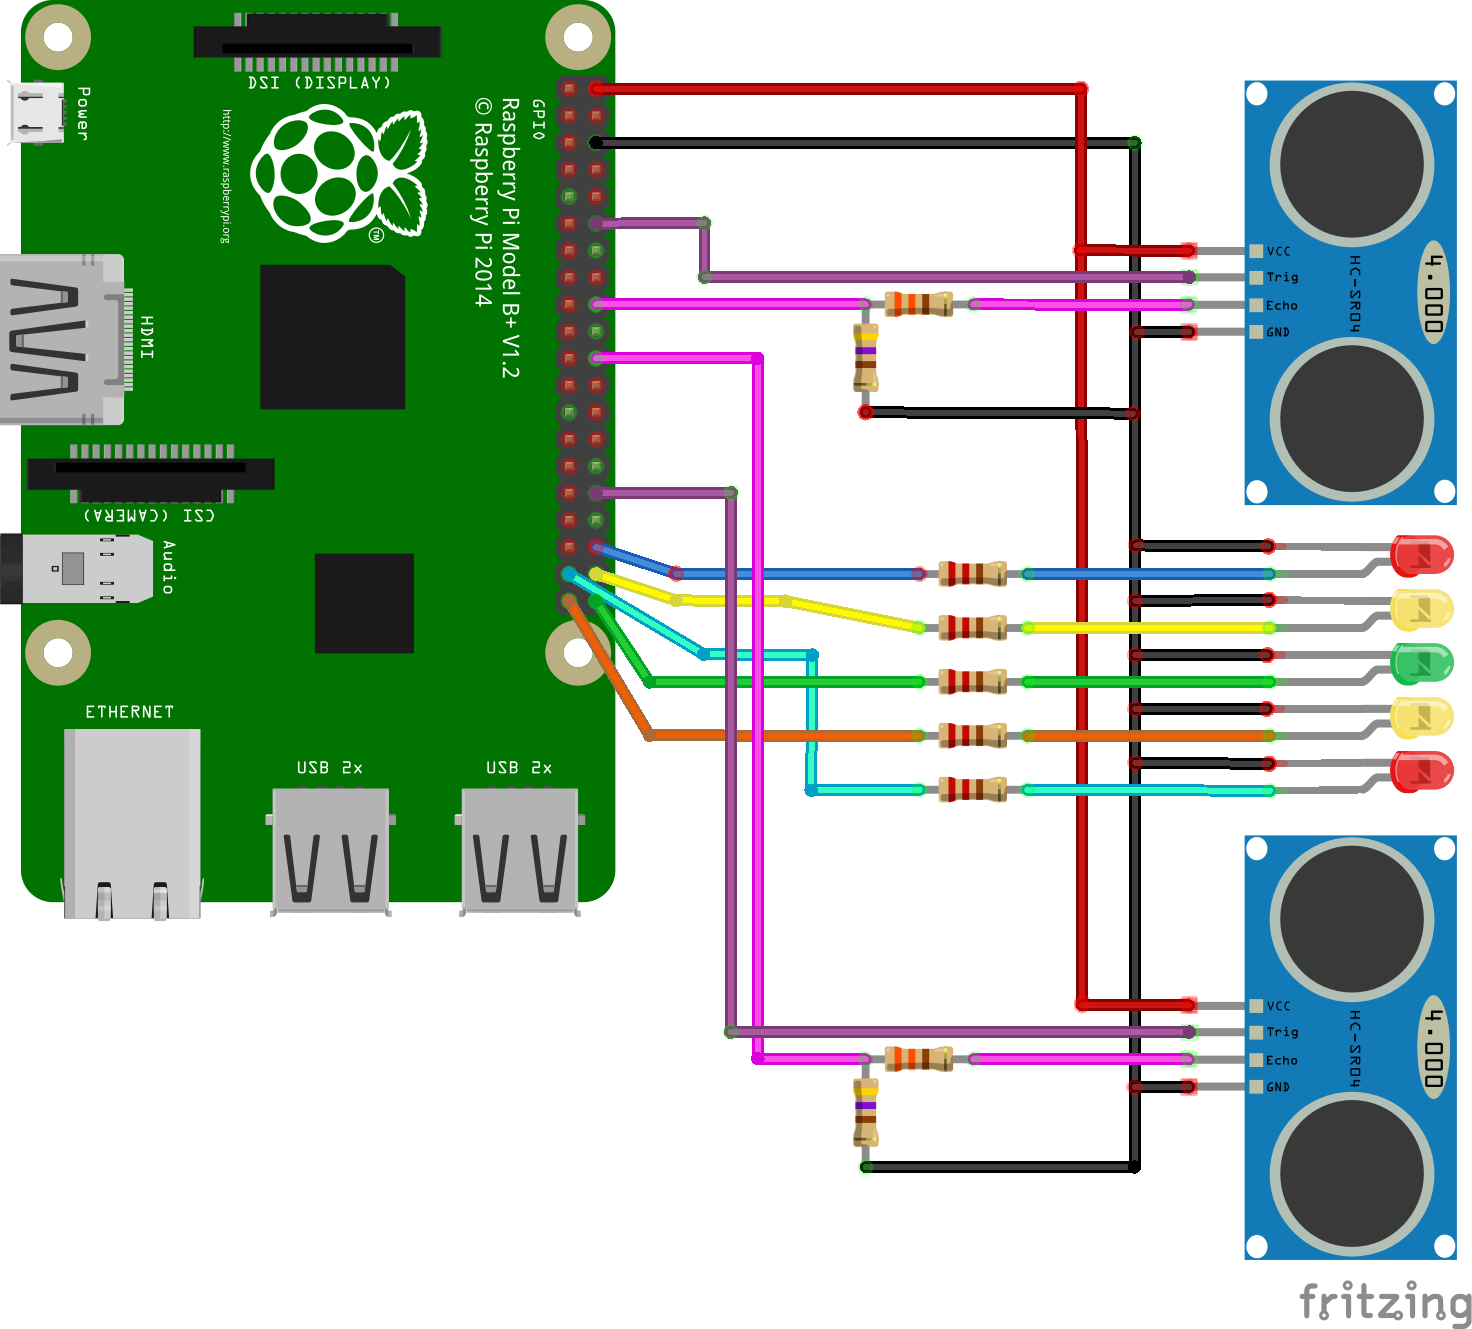 DSI (DISPLAY)
Power
http://www.raspberrypi.org
TM
GPIO
Raspberry Pi Model B+ V1.2
© Raspberry Pi 2014
HDMI
CSI (CAMERA)
Audio
ETHERNET
USB 2x
USB 2x
VCC
Trig
Echo
GND
HC-SR04
4.000
VCC
Trig
Echo
GND
HC-SR04
4.000
fritzing